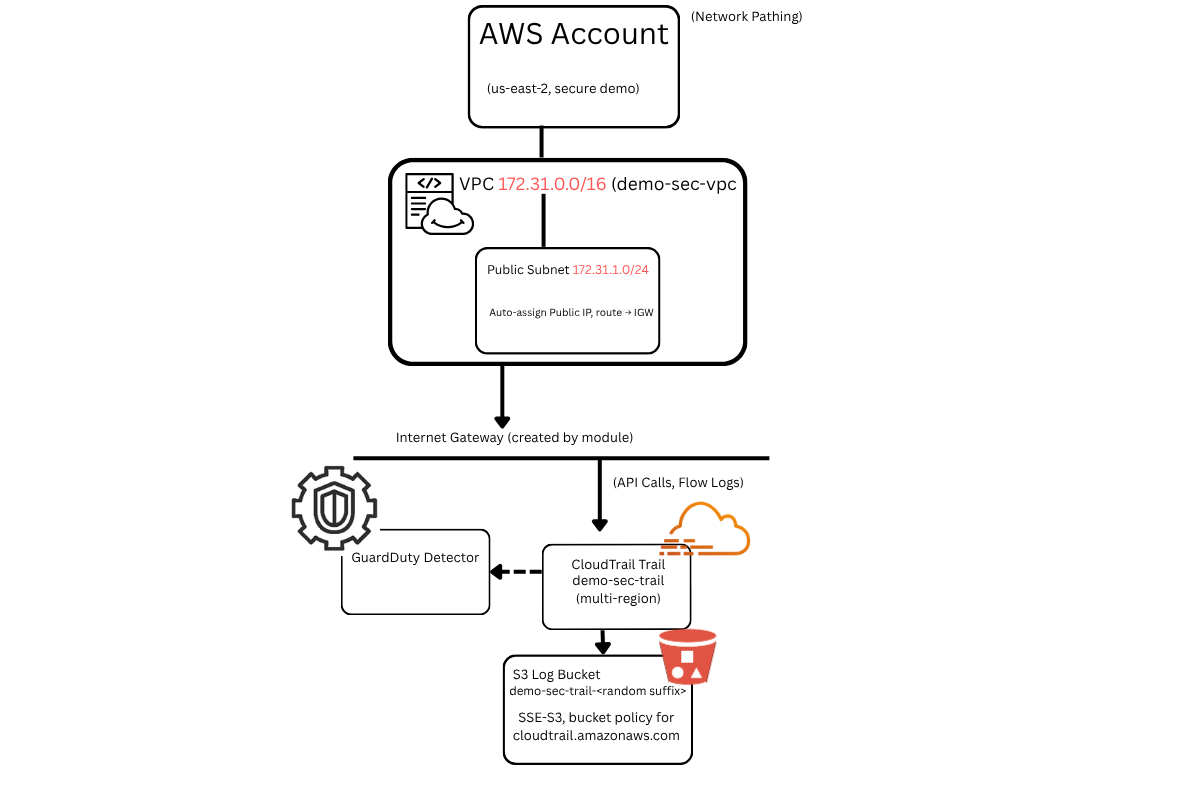 (Network Pathing)
AWS Account
(us-east-2, secure demo)
</>
VPC 172.31.0.0/16 (demo-sec-vpc
Public Subnet 172.31.1.0/24
Auto-assign Public IP, route → IGW
Internet Gateway (created by module)
(API Calls, Flow Logs)
GuardDuty Detector
CloudTrail Trail
demo-sec-trail
(multi-region)
S3 Log Bucket
demo-sec-trail-<random suffix>
SSE-S3, bucket policy for
cloudtrail.amazonaws.com